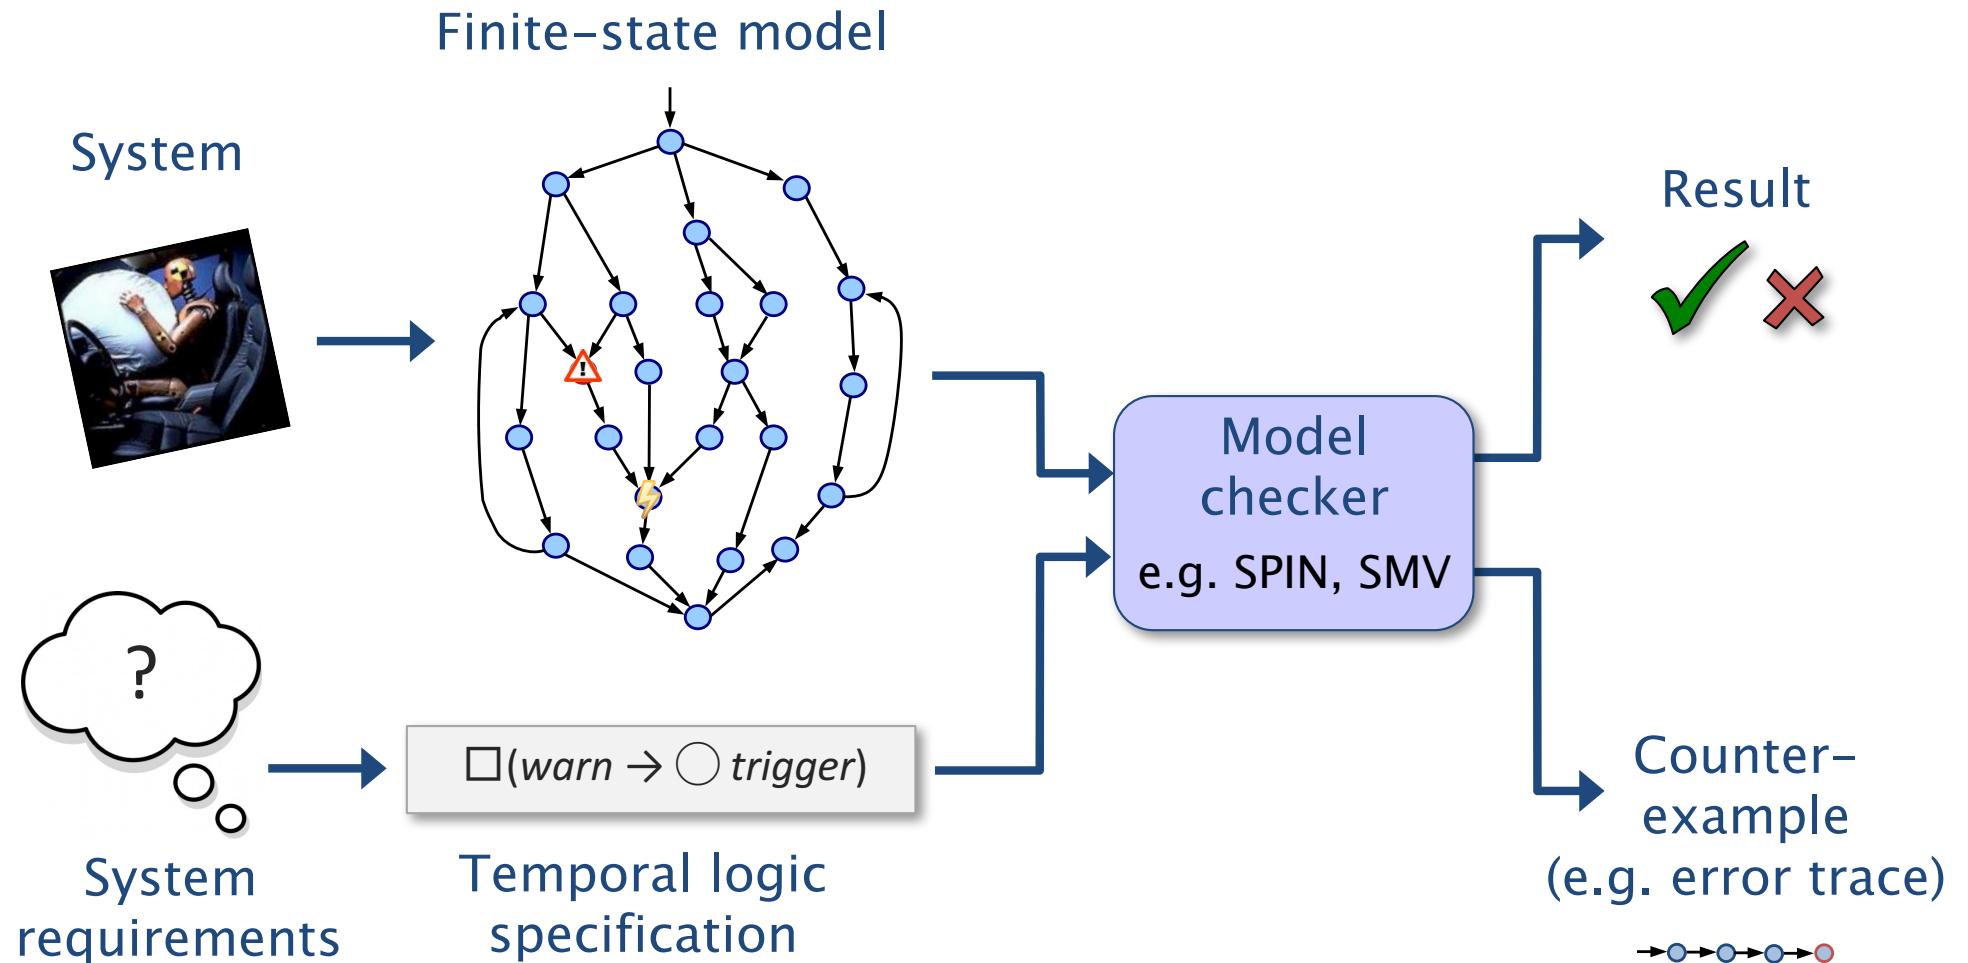 Finite-state model
System
Result
Model
checker
e.g. SPIN, SMV
?
□(warn → ○ trigger)
Counter-
example
(e.g. error trace)
System
requirements
Temporal logic
specification